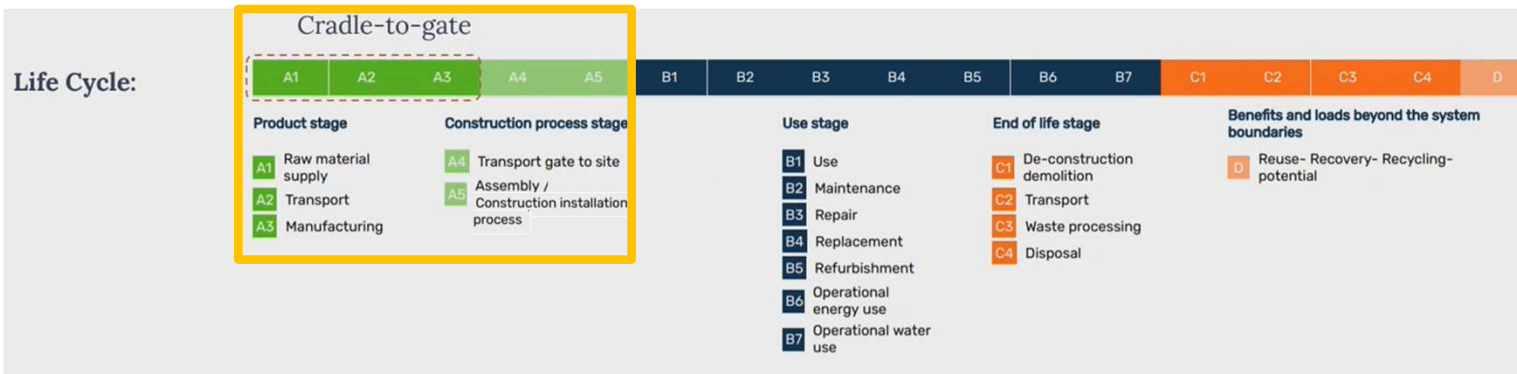 Cradle-to-gate
Life Cycle:
A1 A2 A3 A4 A5 B1 B2 B3 B4 B5 B6 B7 C1 C2 C3 C4 D
Product stage
A1 Raw material
supply
A2 Transport
A3 Manufacturing
Construction process stage
A4 Transport gate to site
A5 Assembly /
Construction installation
process
Use stage
B1 Use
B2 Maintenance
B3 Repair
B4 Replacement
B5 Refurbishment
B6 Operational
energy use
B7 Operational water
use
End of life stage
C1 De-construction
demolition
C2 Transport
C3 Waste processing
C4 Disposal
Benefits and loads beyond the system
boundaries
D Reuse- Recovery- Recycling-
potential